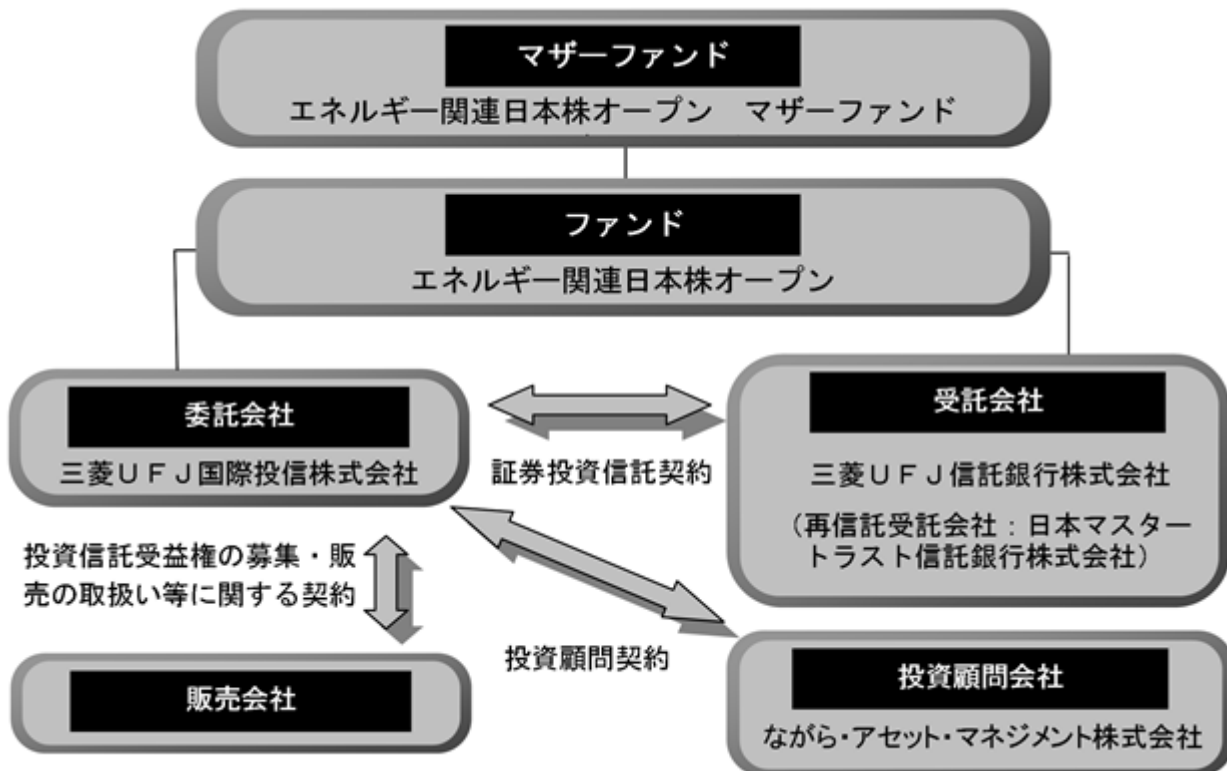 マザーファンド
エネルギー関連日本株オープン　マザーファンド
ファンド
エネルギー関連日本株オープン
委託会社
三菱ＵＦＪ国際投信株式会社
証券投資信託契約
受託会社
三菱ＵＦＪ信託銀行株式会社
（再信託受託会社：日本マスター
トラスト信託銀行株式会社）
投資信託受益権の募集・販
売の取扱い等に関する契約
投資顧問契約
販売会社
投資顧問会社
ながら・アセット・マネジメント株式会社